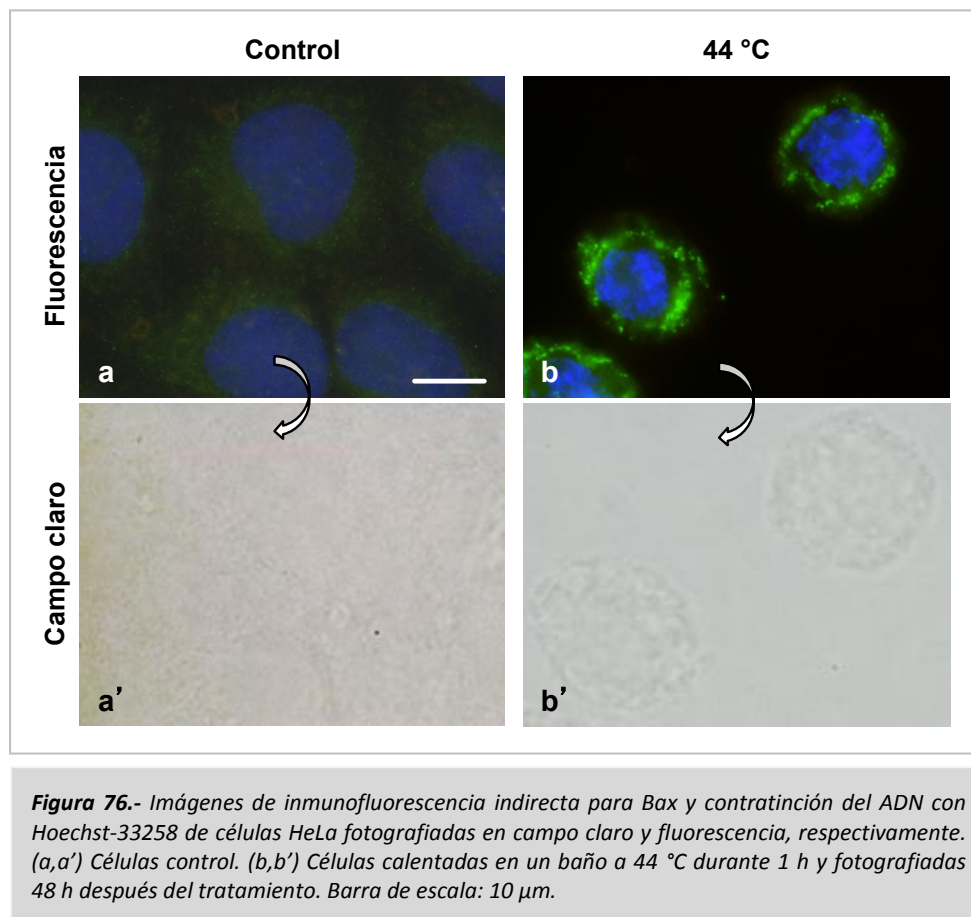 Control
44 °C
Fluorescencia
a
b
Campo claro
a’
b’
Figura 76.- Imágenes de inmunofluorescencia indirecta para Bax y contratinción del ADN con
Hoechst-33258 de células HeLa fotografiadas en campo claro y fluorescencia, respectivamente.
(a,a’) Células control. (b,b’) Células calentadas en un baño a 44 °C durante 1 h y fotografiadas
48 h después del tratamiento. Barra de escala: 10 μm.